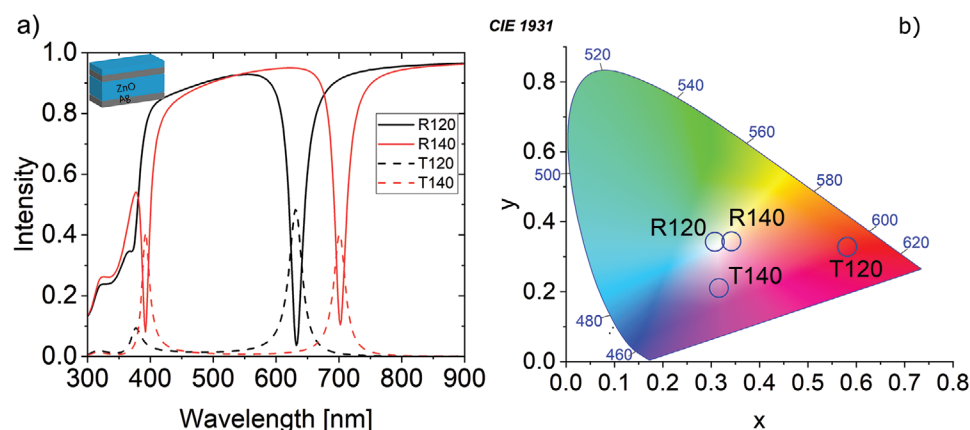 a)
CIE 1931
b)
ZnO
Ag
R120
R140
T120
T140
Intensity
1.0
0.8
0.6
0.4
0.2
0.0
300 400 500 600 700 800 900
Wavelength [nm]
520
540
560
580
600
620
500
480
460
R120
R140
T140
T120
y
0.8
0.6
0.4
0.2
0.0
0.0 0.1 0.2 0.3 0.4 0.5 0.6 0.7 0.8
x